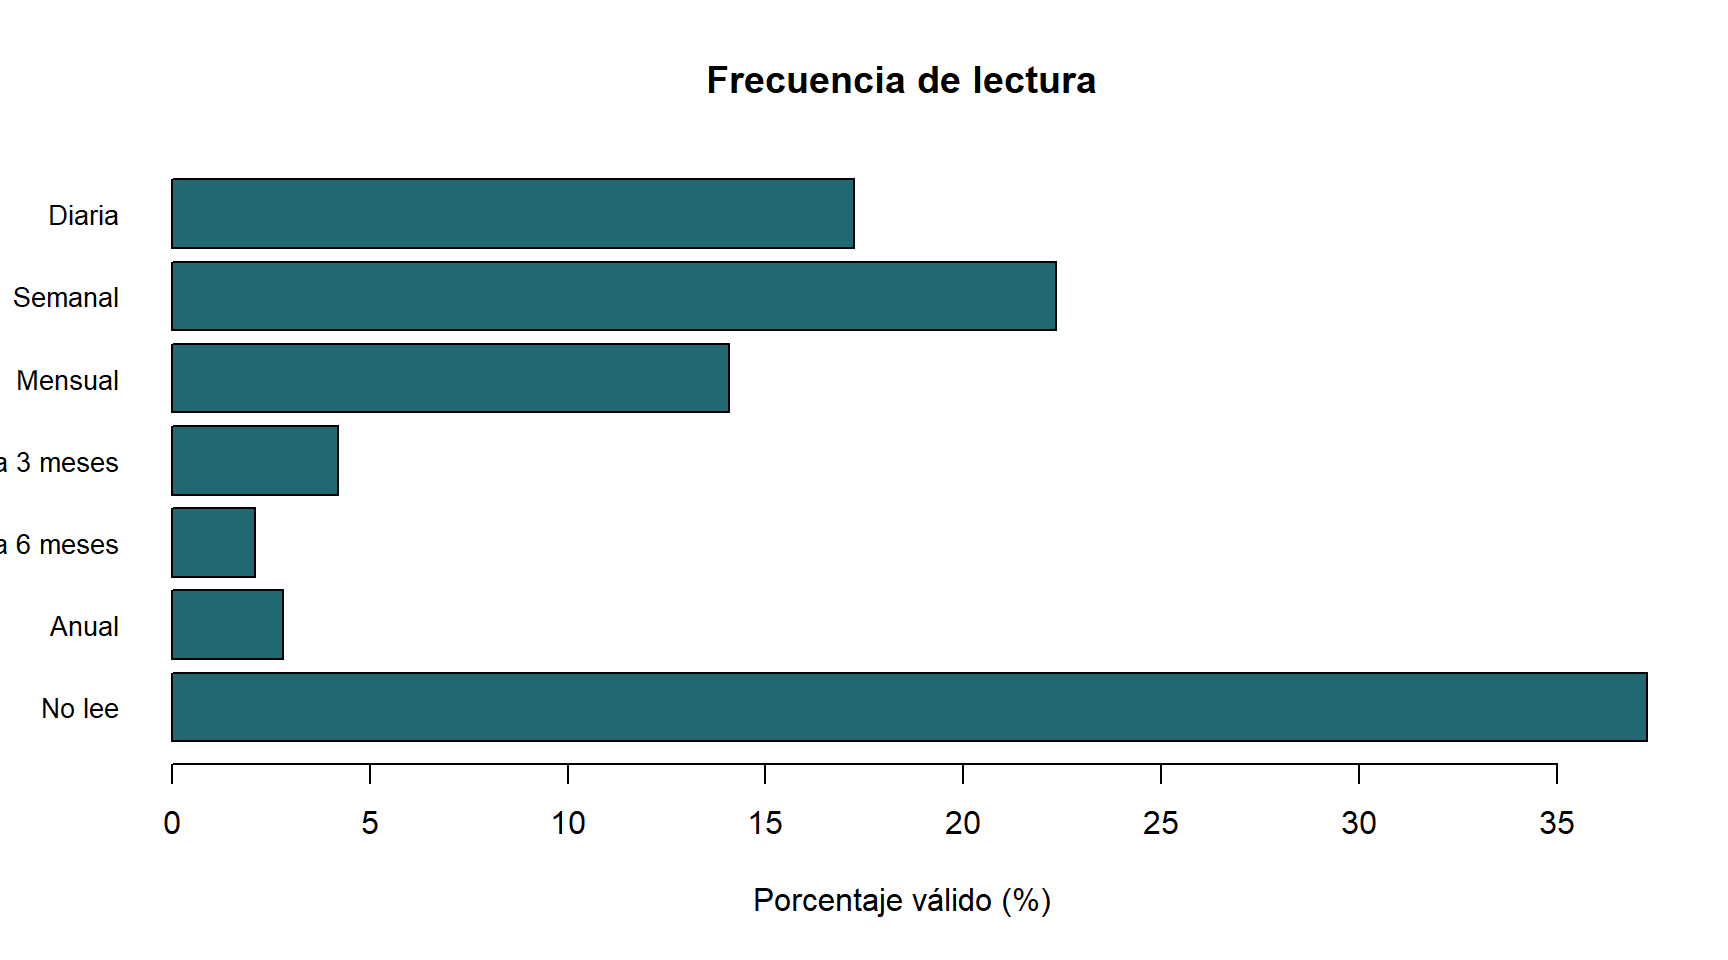 Frecuencia de lectura
Diaria
Semanal
Mensual
a 3 meses
a 6 meses
Anual
No lee
0 5 10 15 20 25 30 35
Porcentaje válido (%)